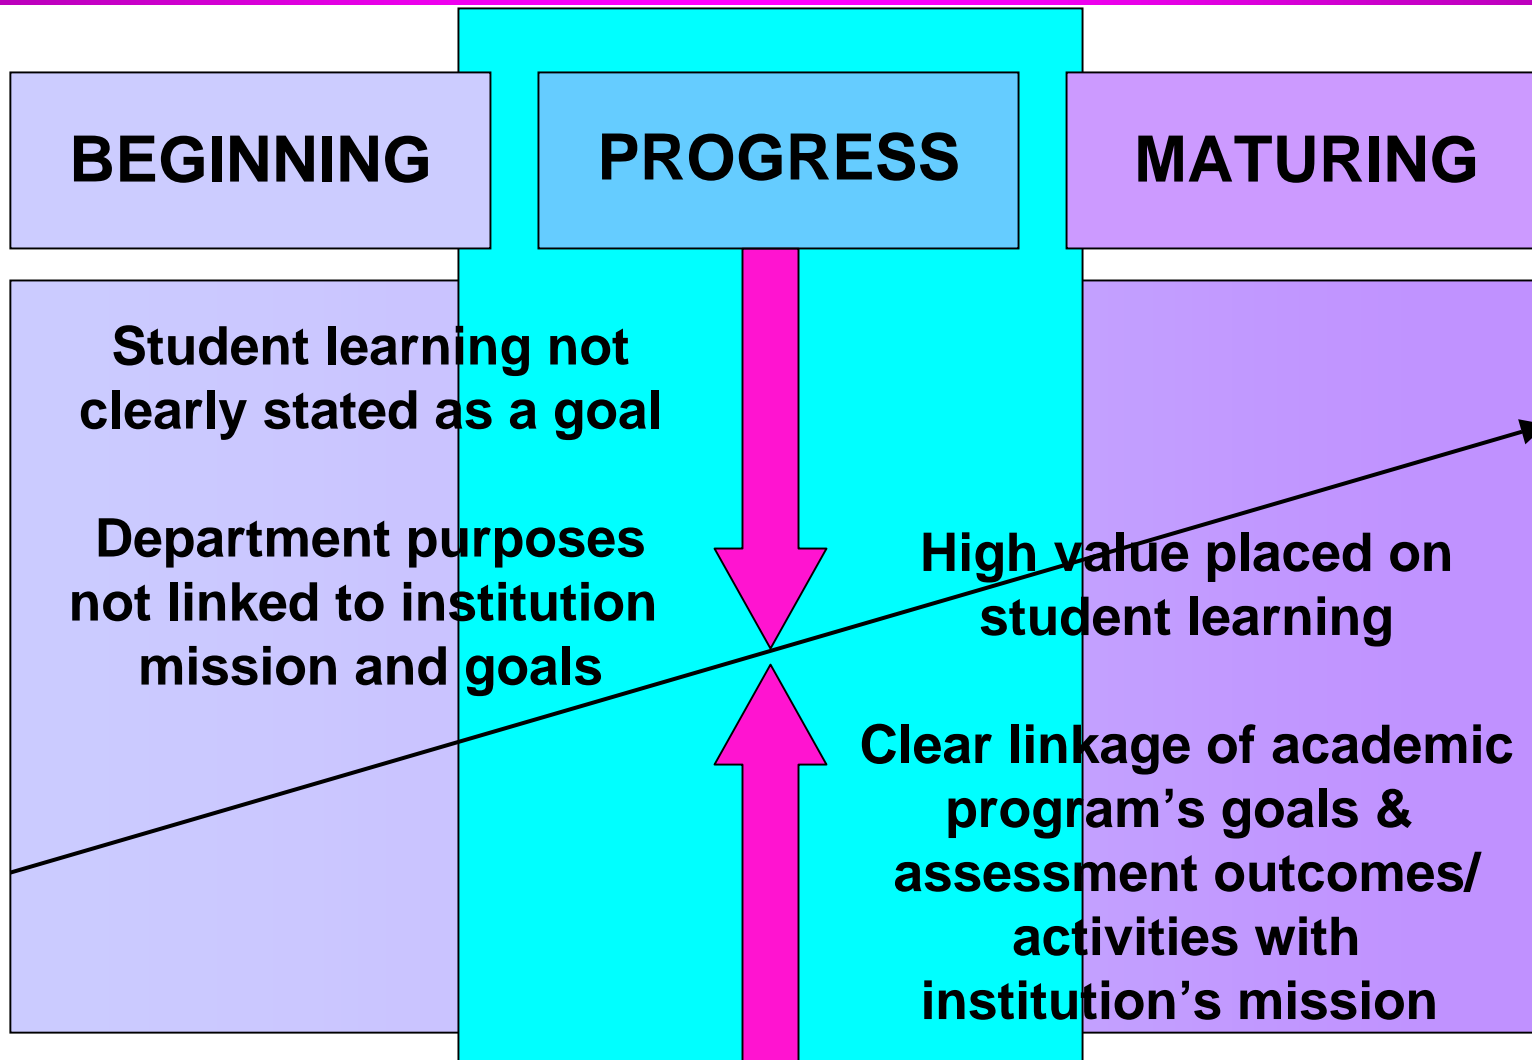 BEGINNING
PROGRESS
MATURING
Student learning not
clearly stated as a goal
Department purposes
not linked to institution
mission and goals
High value placed on
student learning
Clear linkage of academic
program’s goals &
assessment outcomes/
activities with
institution’s mission